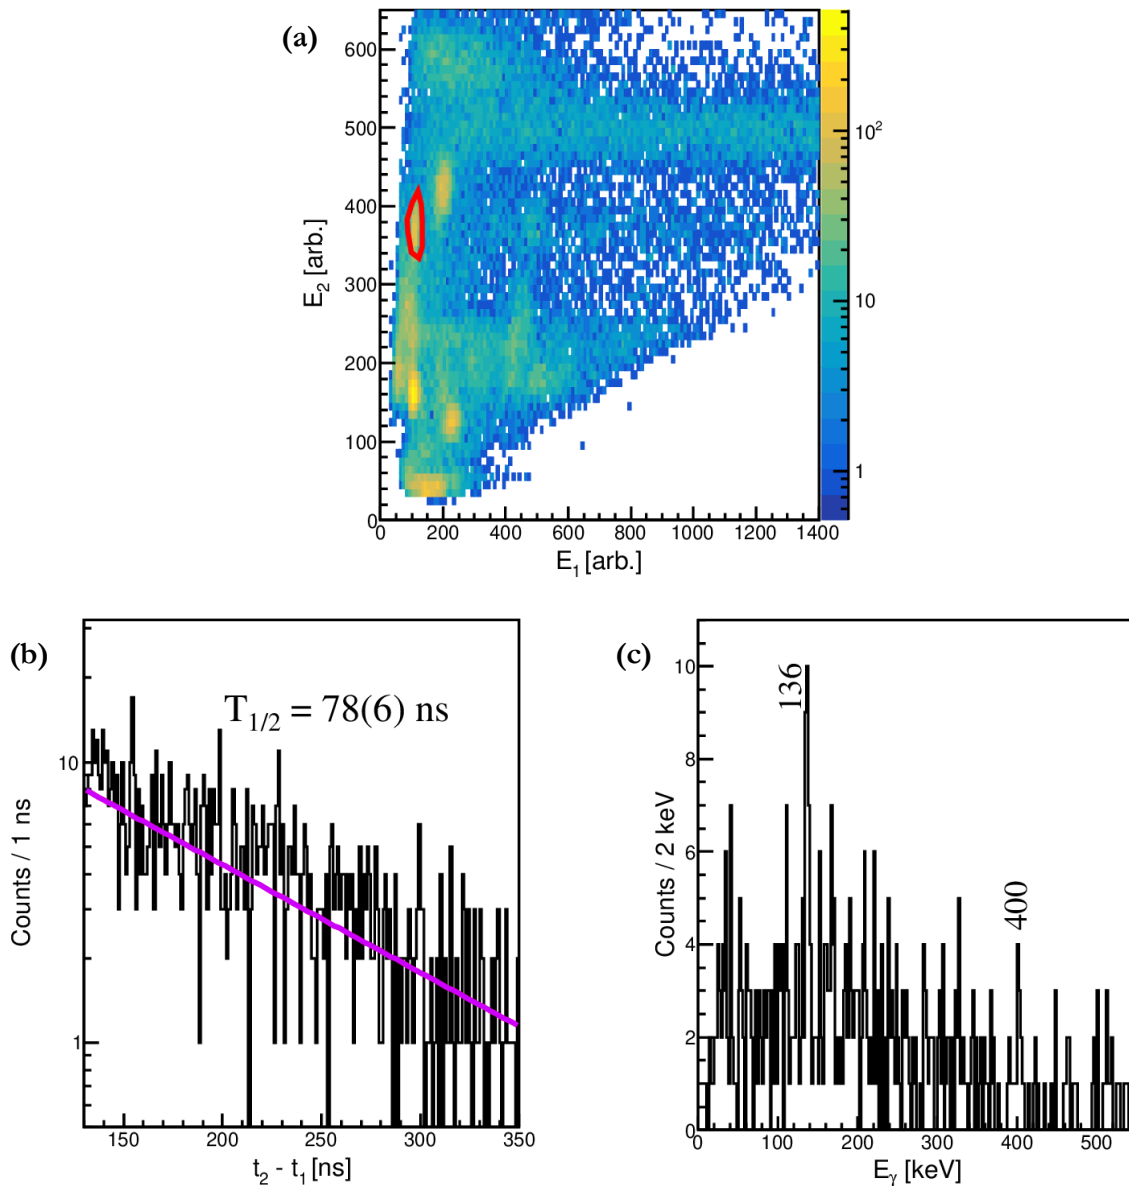 (a)
E₂ [arb.]
600
500
400
300
200
100
0
0 200 400 600 800 1000 1200 1400
E₁ [arb.]
10²
10
1
(b)
T₁/₂ = 78(6) ns
Counts / 1 ns
10
1
150 200 250 300 350
t₂ - t₁ [ns]
(c)
136
400
Counts / 2 keV
10
8
6
4
2
0
0 100 200 300 400 500
Eᵧ [keV]